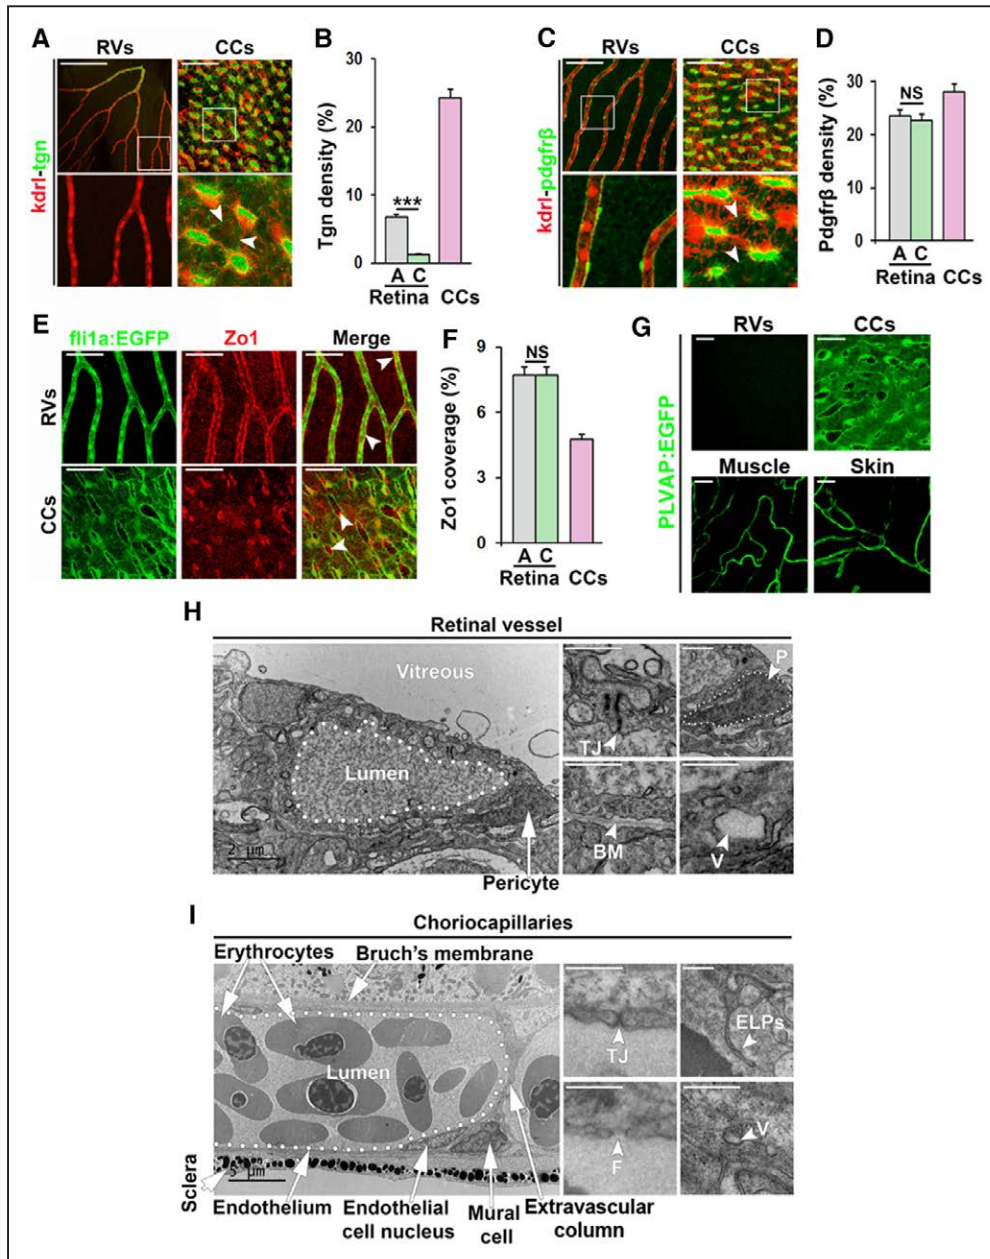 A
RVs
CCs
kdrl-tgn
B
Tgn density (%)
30
20
10
0
***
A C
Retina
CCs
C
RVs
CCs
kdrl-pdgfrβ
D
Pdgfrβ density (%)
30
20
10
0
NS
A C
Retina
CCs
E
fli1a:EGFP
Zo1
Merge
RVs
CCs
F
Zo1 coverage (%)
9
6
3
0
NS
A C
Retina
CCs
G
RVs
CCs
PLVAP:EGFP
Muscle
Skin
H
Retinal vessel
Vitreous
Lumen
2 μm
Pericyte
TJ
P
BM
V
I
Choriocapillaries
Erythrocytes
Bruch's membrane
Lumen
Sclera
5 μm
Endothelium
Endothelial
cell nucleus
Mural
cell
Extravascular
column
TJ
ELPs
F
V